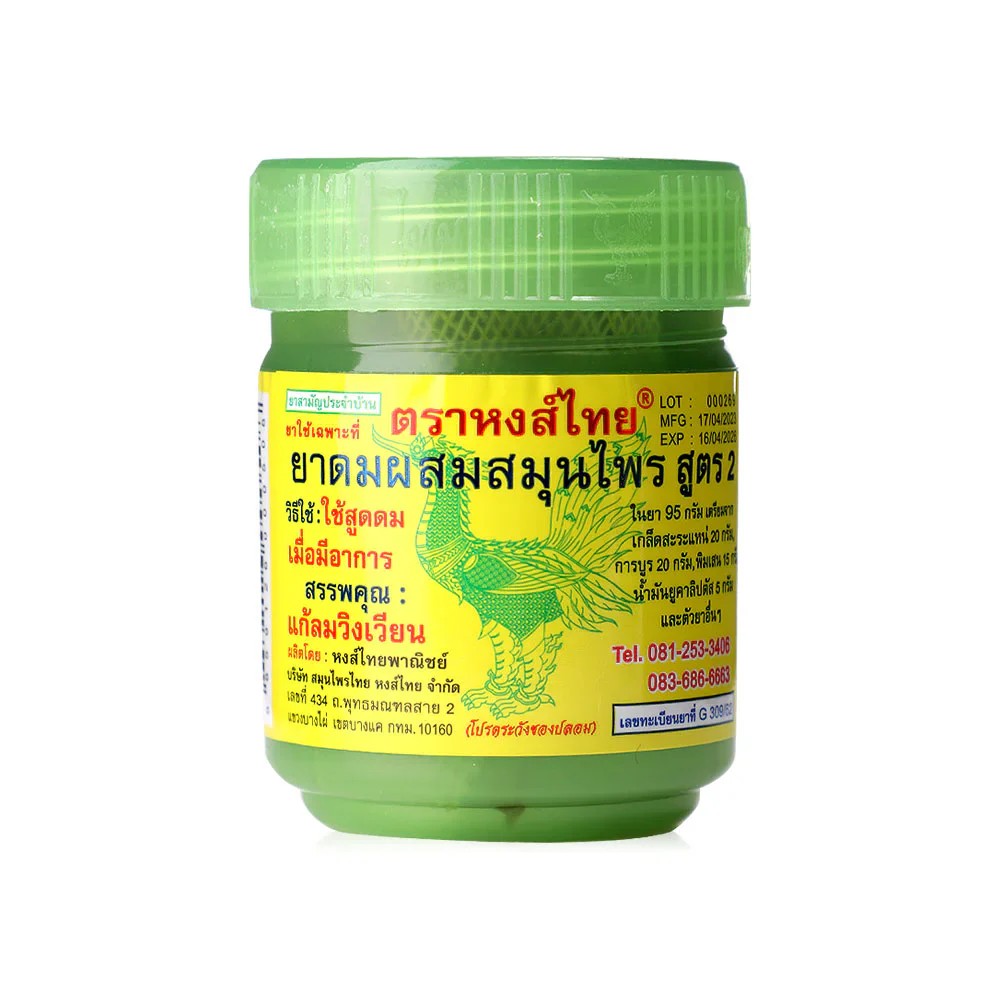 ยาสามัญประจำบ้าน
ยาใช้เฉพาะที่
ตราหงส์ไทย®
LOT : 000269
MFG : 17/04/2023
EXP : 16/04/2026
ยาดมผสมสมุนไพร สูตร 2
วิธีใช้ : ใช้สูดดม
เมื่อมีอาการ
สรรพคุณ :
แก้ลมวิงเวียน
ผลิตโดย : หงส์ไทยพาณิชย์
บริษัท สมุนไพรไทย หงส์ไทย จำกัด
เลขที่ 434 ถ.พุทธมณฑลสาย 2
แขวงบางไผ่ เขตบางแค กทม. 10160
(โปรดระวังของปลอม)
ในยา 95 กรัม เตรียมจาก
เกล็ดสะระแหน่ 20 กรัม,
การบูร 20 กรัม, พิมเสน 15 กรั
น้ำมันยูคาลิปตัส 5 กรัม
และตัวยาอื่นๆ
Tel. 081-253-3406
083-686-6663
เลขทะเบียนยาที่ G 309/62